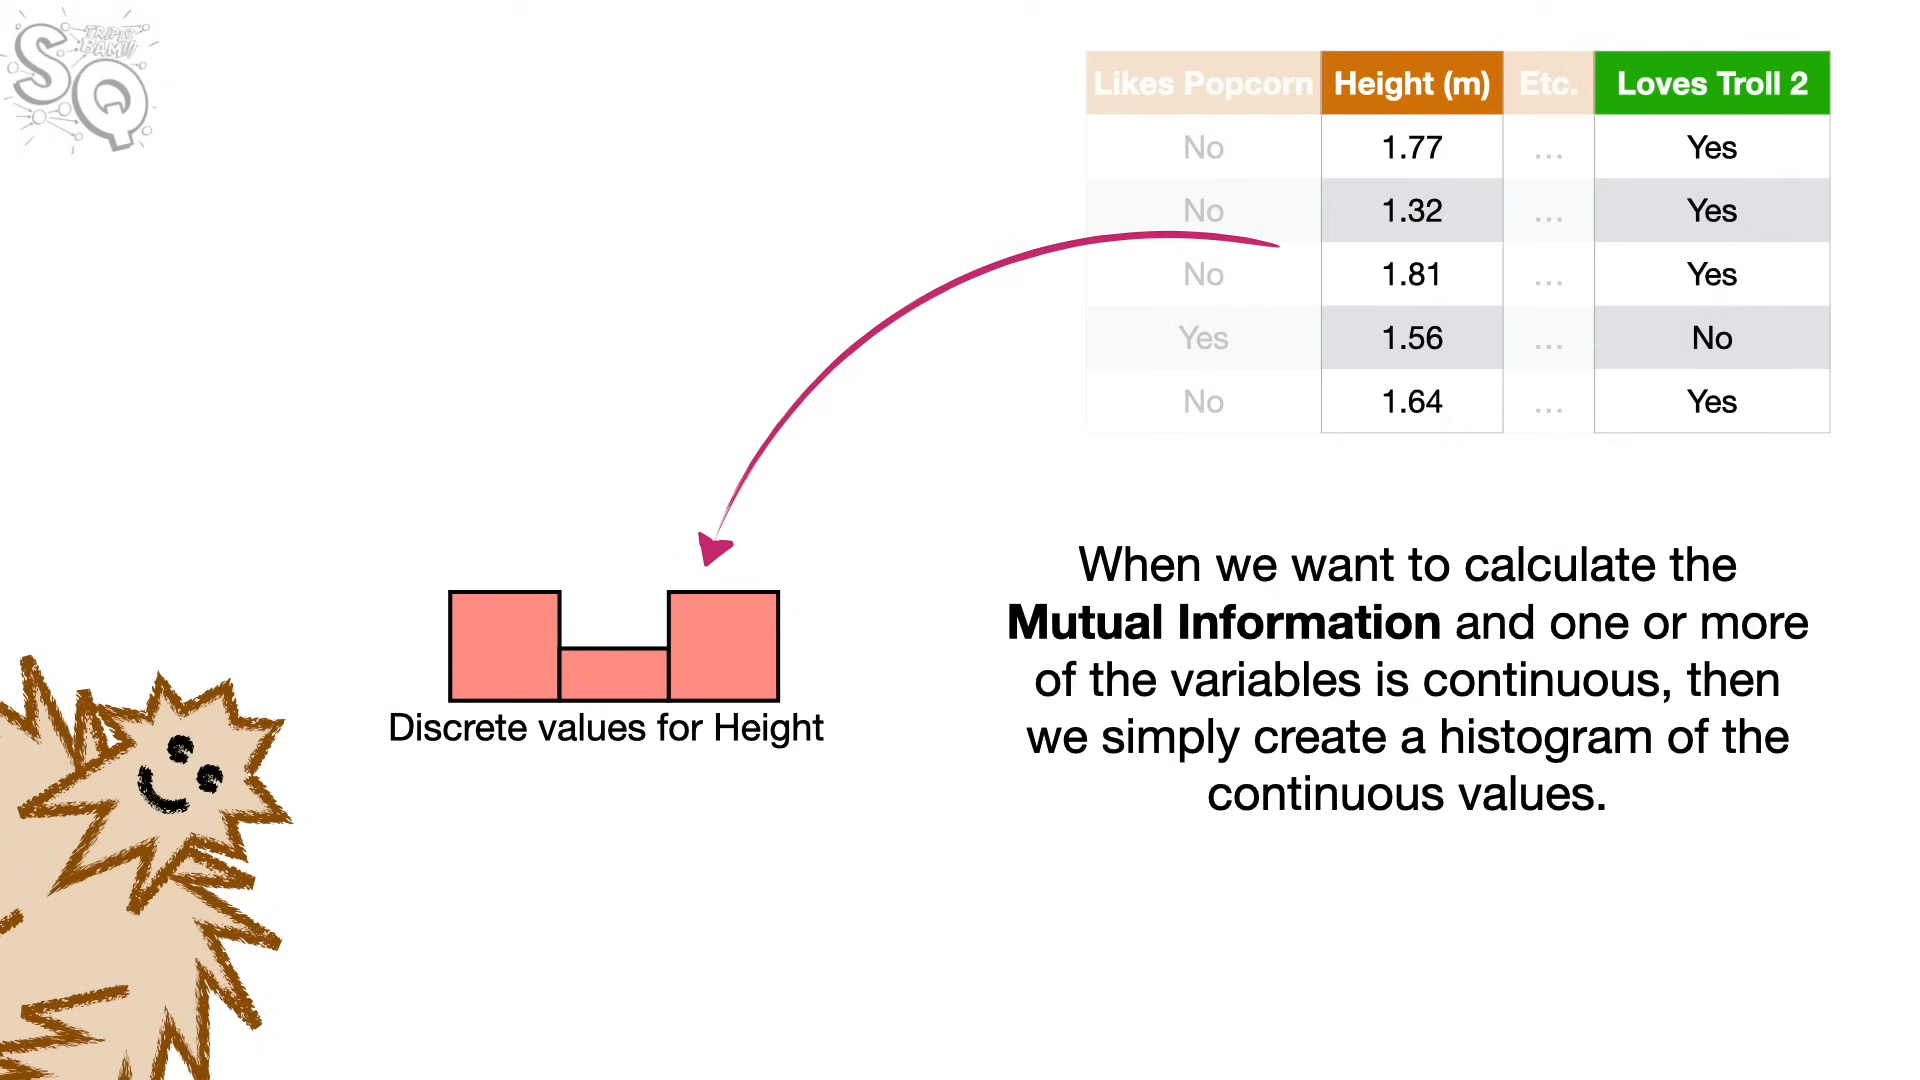 SQ
TRIPLE
BAM!!!
Likes Popcorn Height (m) Etc. Loves Troll 2
No 1.77 ... Yes
No 1.32 ... Yes
No 1.81 ... Yes
Yes 1.56 ... No
No 1.64 ... Yes
When we want to calculate the
Mutual Information and one or more
of the variables is continuous, then
we simply create a histogram of the
continuous values.
Discrete values for Height